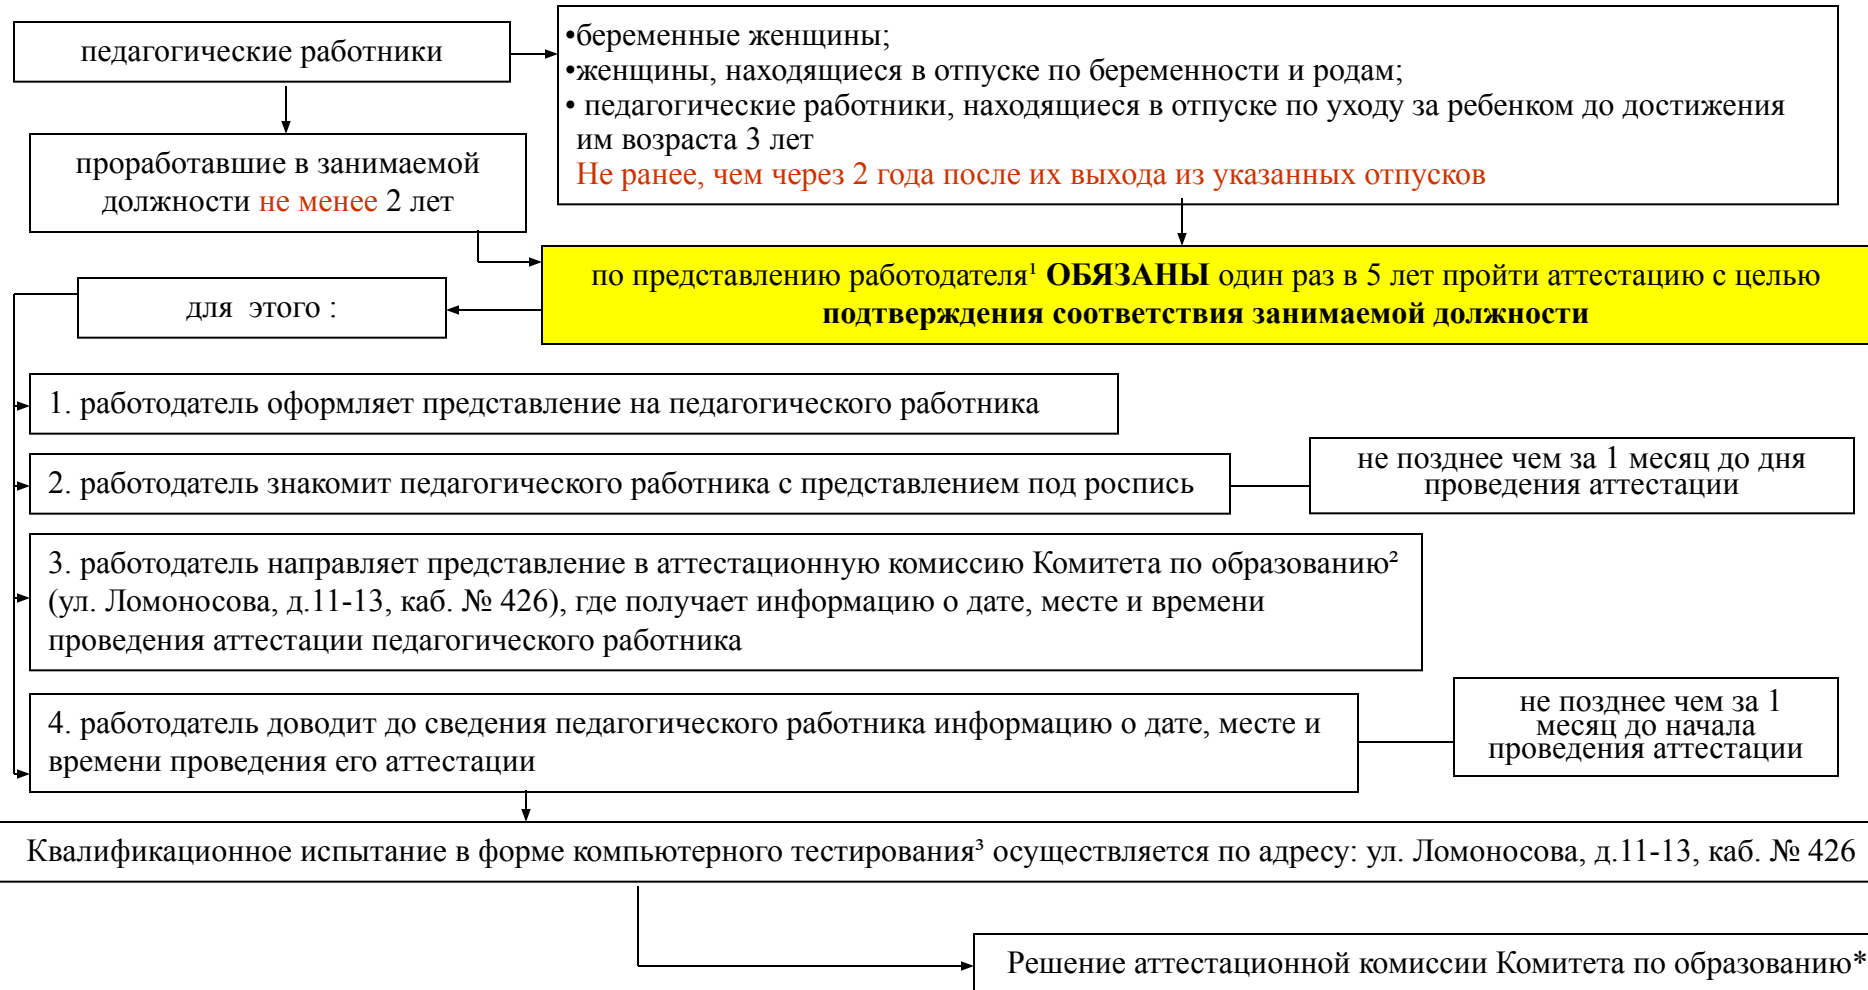 педагогические работники
•беременные женщины;
•женщины, находящиеся в отпуске по беременности и родам;
• педагогические работники, находящиеся в отпуске по уходу за ребенком до достижения
им возраста 3 лет
Не ранее, чем через 2 года после их выхода из указанных отпусков
проработавшие в занимаемой
должности не менее 2 лет
по представлению работодателя¹ ОБЯЗАНЫ один раз в 5 лет пройти аттестацию с целью
подтверждения соответствия занимаемой должности
для этого :
1. работодатель оформляет представление на педагогического работника
2. работодатель знакомит педагогического работника с представлением под роспись
не позднее чем за 1 месяц до дня
проведения аттестации
3. работодатель направляет представление в аттестационную комиссию Комитета по образованию²
(ул. Ломоносова, д.11-13, каб. № 426), где получает информацию о дате, месте и времени
проведения аттестации педагогического работника
4. работодатель доводит до сведения педагогического работника информацию о дате, месте и
времени проведения его аттестации
не позднее чем за 1
месяц до начала
проведения аттестации
Квалификационное испытание в форме компьютерного тестирования³ осуществляется по адресу: ул. Ломоносова, д.11-13, каб. № 426
Решение аттестационной комиссии Комитета по образованию*